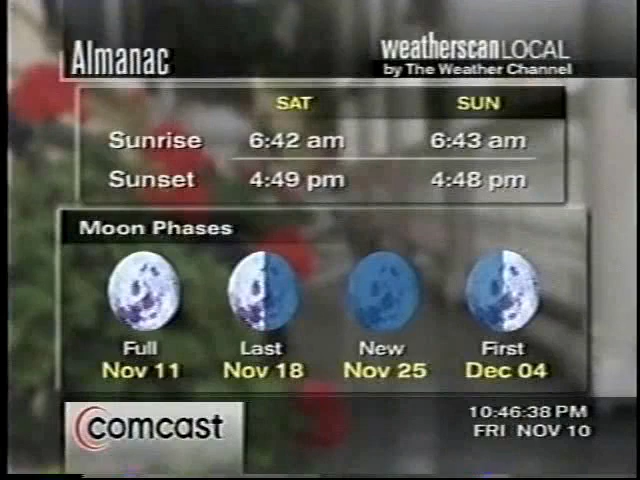 Almanac
weatherscanLOCAL
by The Weather Channel
SAT SUN
Sunrise 6:42 am 6:43 am
Sunset 4:49 pm 4:48 pm
Moon Phases
Full Last New First
Nov 11 Nov 18 Nov 25 Dec 04
comcast
10:46:38 PM
FRI NOV 10